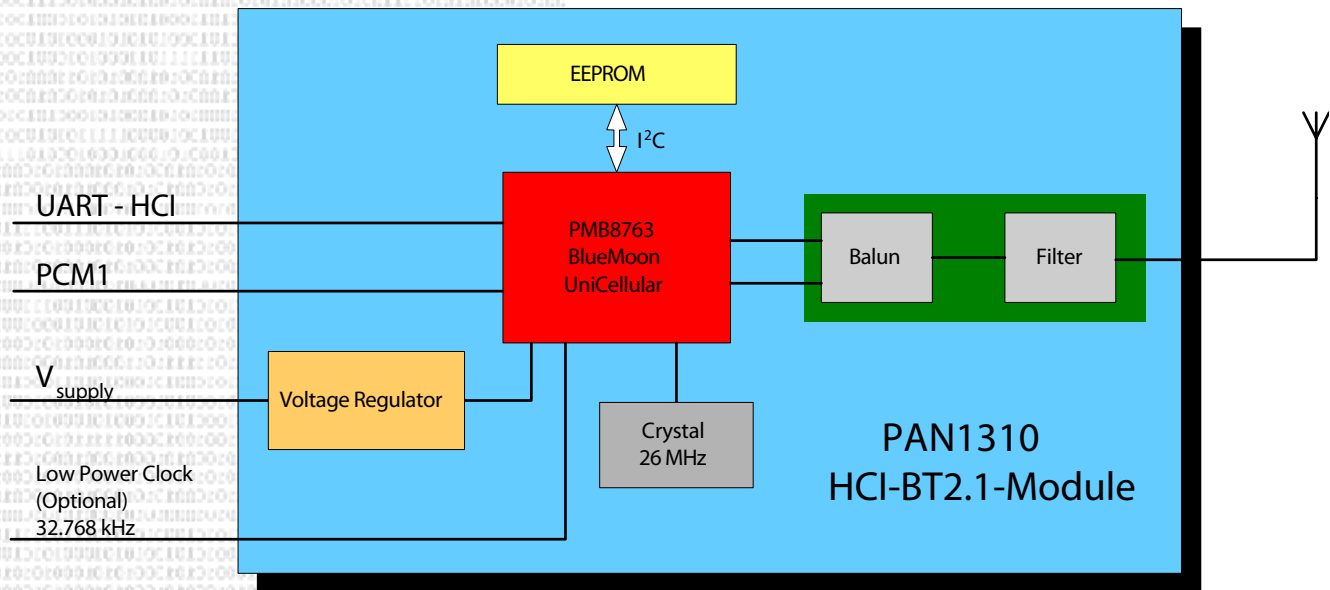 EEPROM
I²C
UART - HCI
PMB8763
BlueMoon
UniCellular
Balun
Filter
PCM1
V supply
Voltage Regulator
Crystal
26 MHz
PAN1310
HCI-BT2.1-Module
Low Power Clock
(Optional)
32.768 kHz